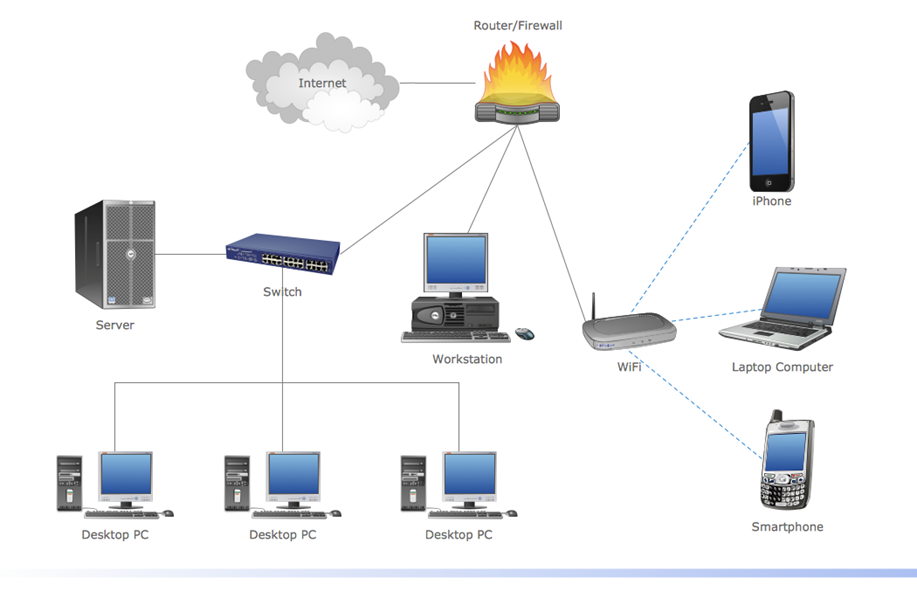 Router/Firewall
Internet
iPhone
Switch
Server
Workstation
WiFi
Laptop Computer
Desktop PC
Desktop PC
Desktop PC
Smartphone